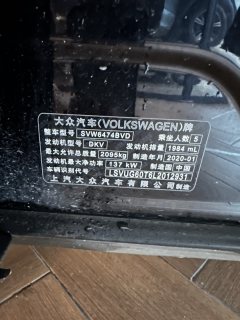 大众汽车(VOLKSWAGEN)牌
整车型号 SVW6474BVD 乘坐人数 5
发动机型号 DKV 发动机排量 1984 mL
最大允许总质量 2095kg 制造年月 2020-01
发动机最大净功率 137 kW 制造国 中国
车辆识别代号 LSVUG60T6L2012931
上汽大众汽车有限公司制造